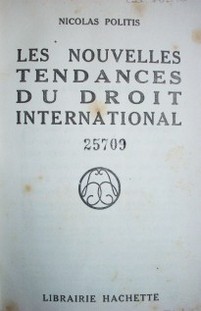 NICOLAS POLITIS
LES NOUVELLES
TENDANCES
DU DROIT
INTERNATIONAL
25709
LIBRAIRIE HACHETTE